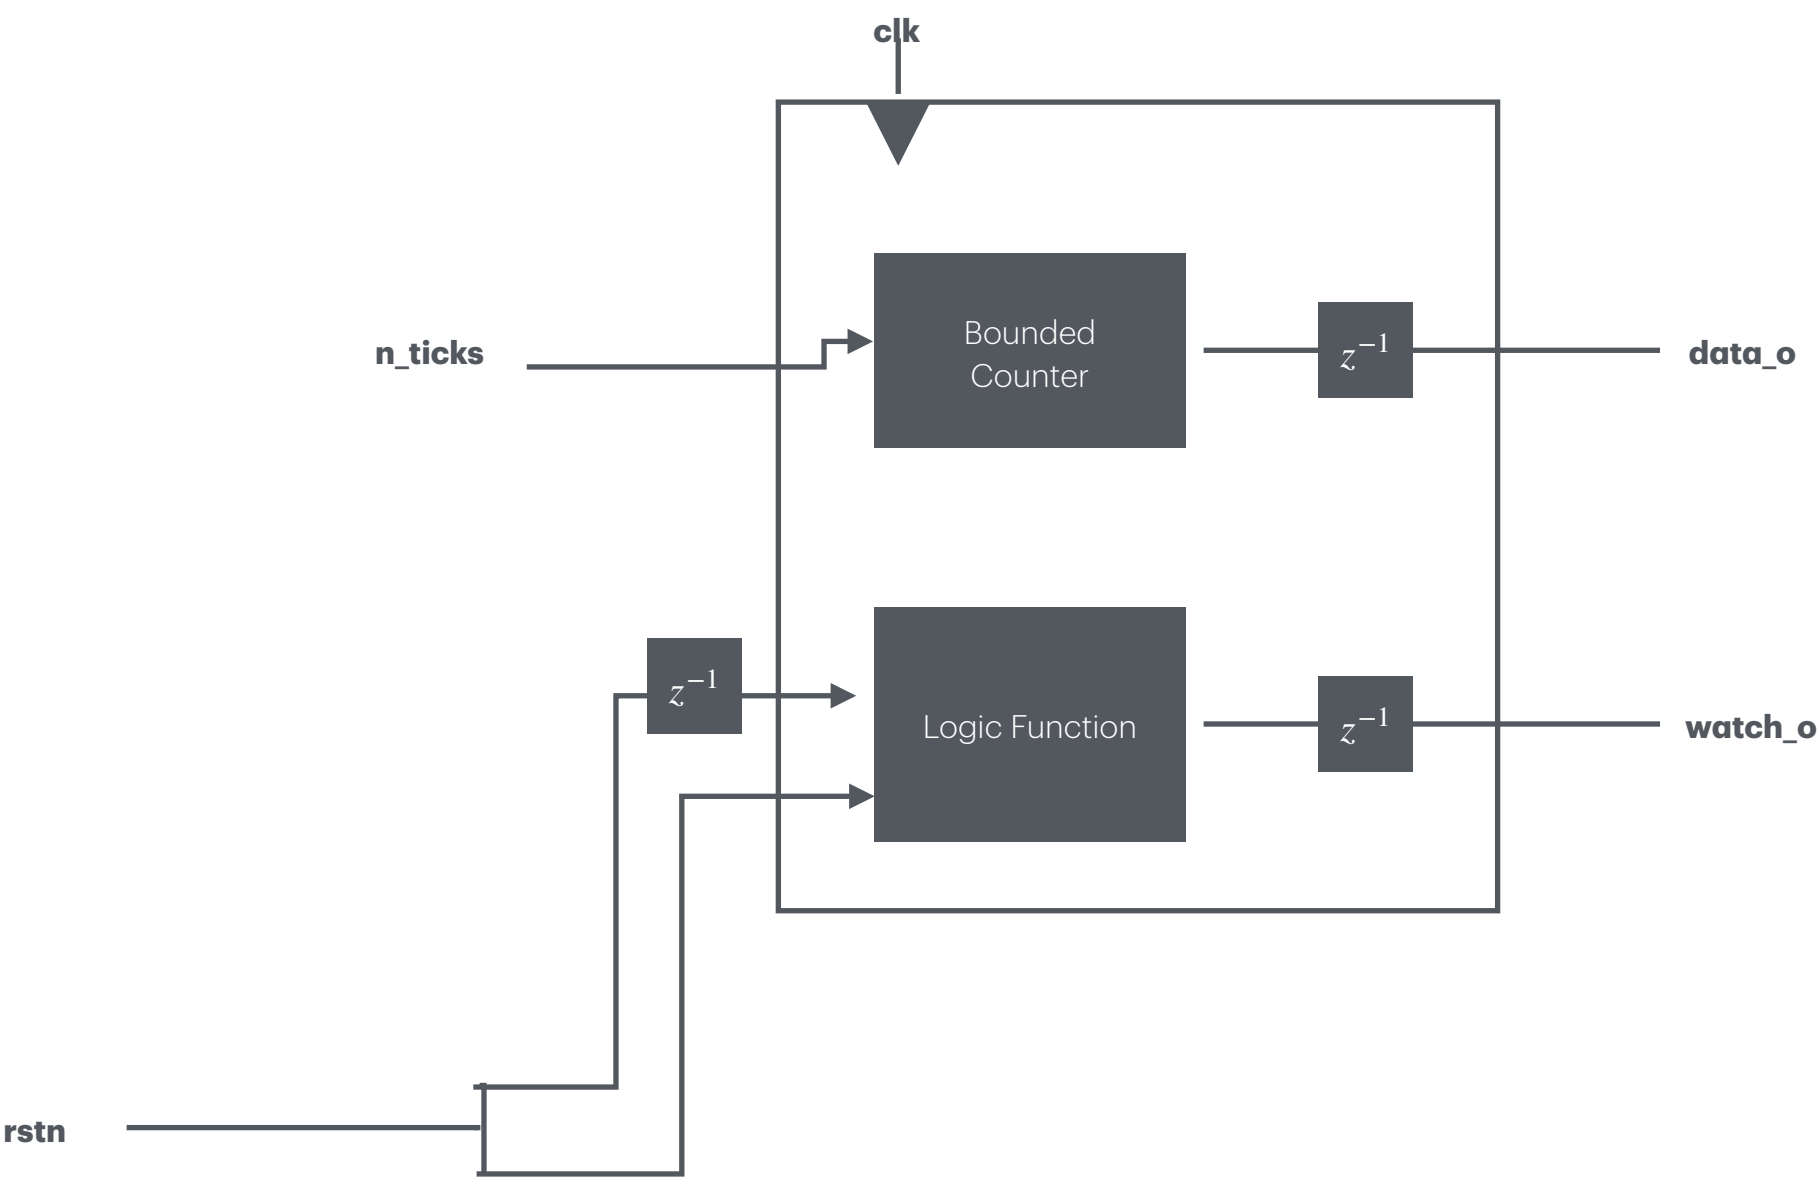 clk
n_ticks
Bounded
Counter
z⁻¹
data_o
z⁻¹
Logic Function
z⁻¹
watch_o
rstn